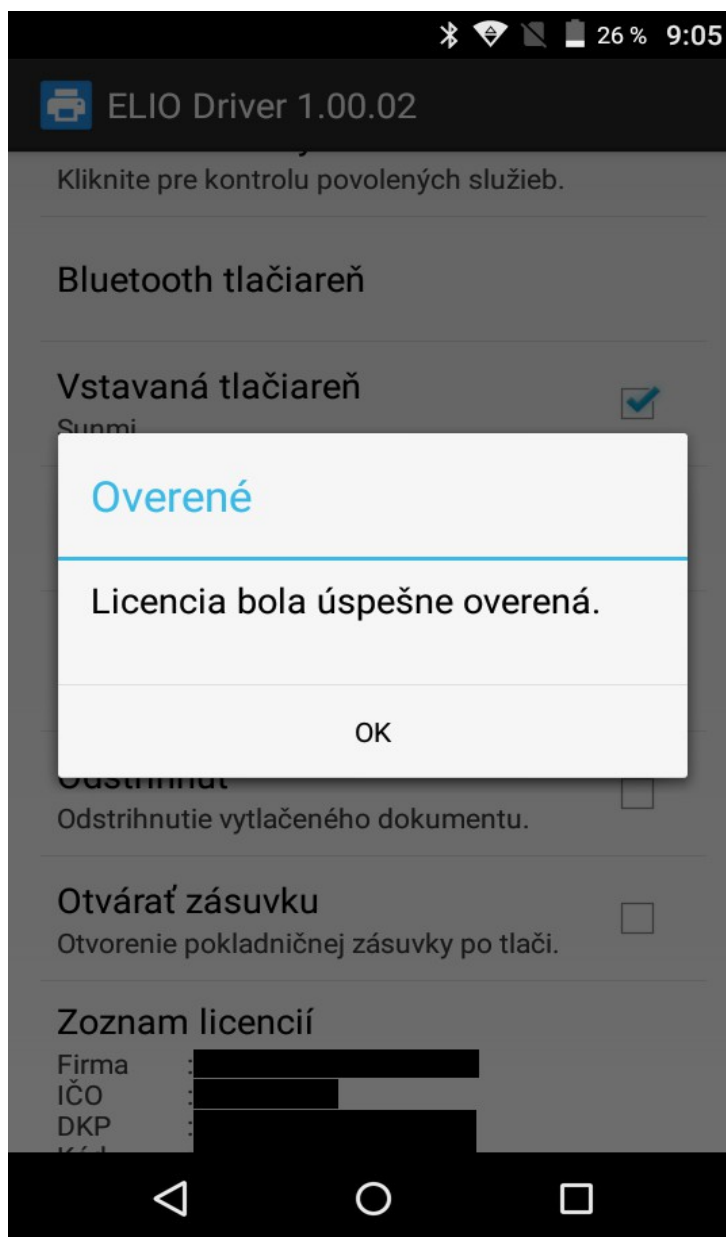 26 % 9:05
ELIO Driver 1.00.02
Kliknite pre kontrolu povolených služieb.
Bluetooth tlačiareň
Vstavaná tlačiareň
Sunmi
Overené
Licencia bola úspešne overená.
OK
Odstrihnúť
Odstrihnutie vytlačeného dokumentu.
Otvárať zásuvku
Otvorenie pokladničnej zásuvky po tlači.
Zoznam licencií
Firma :
IČO :
DKP :